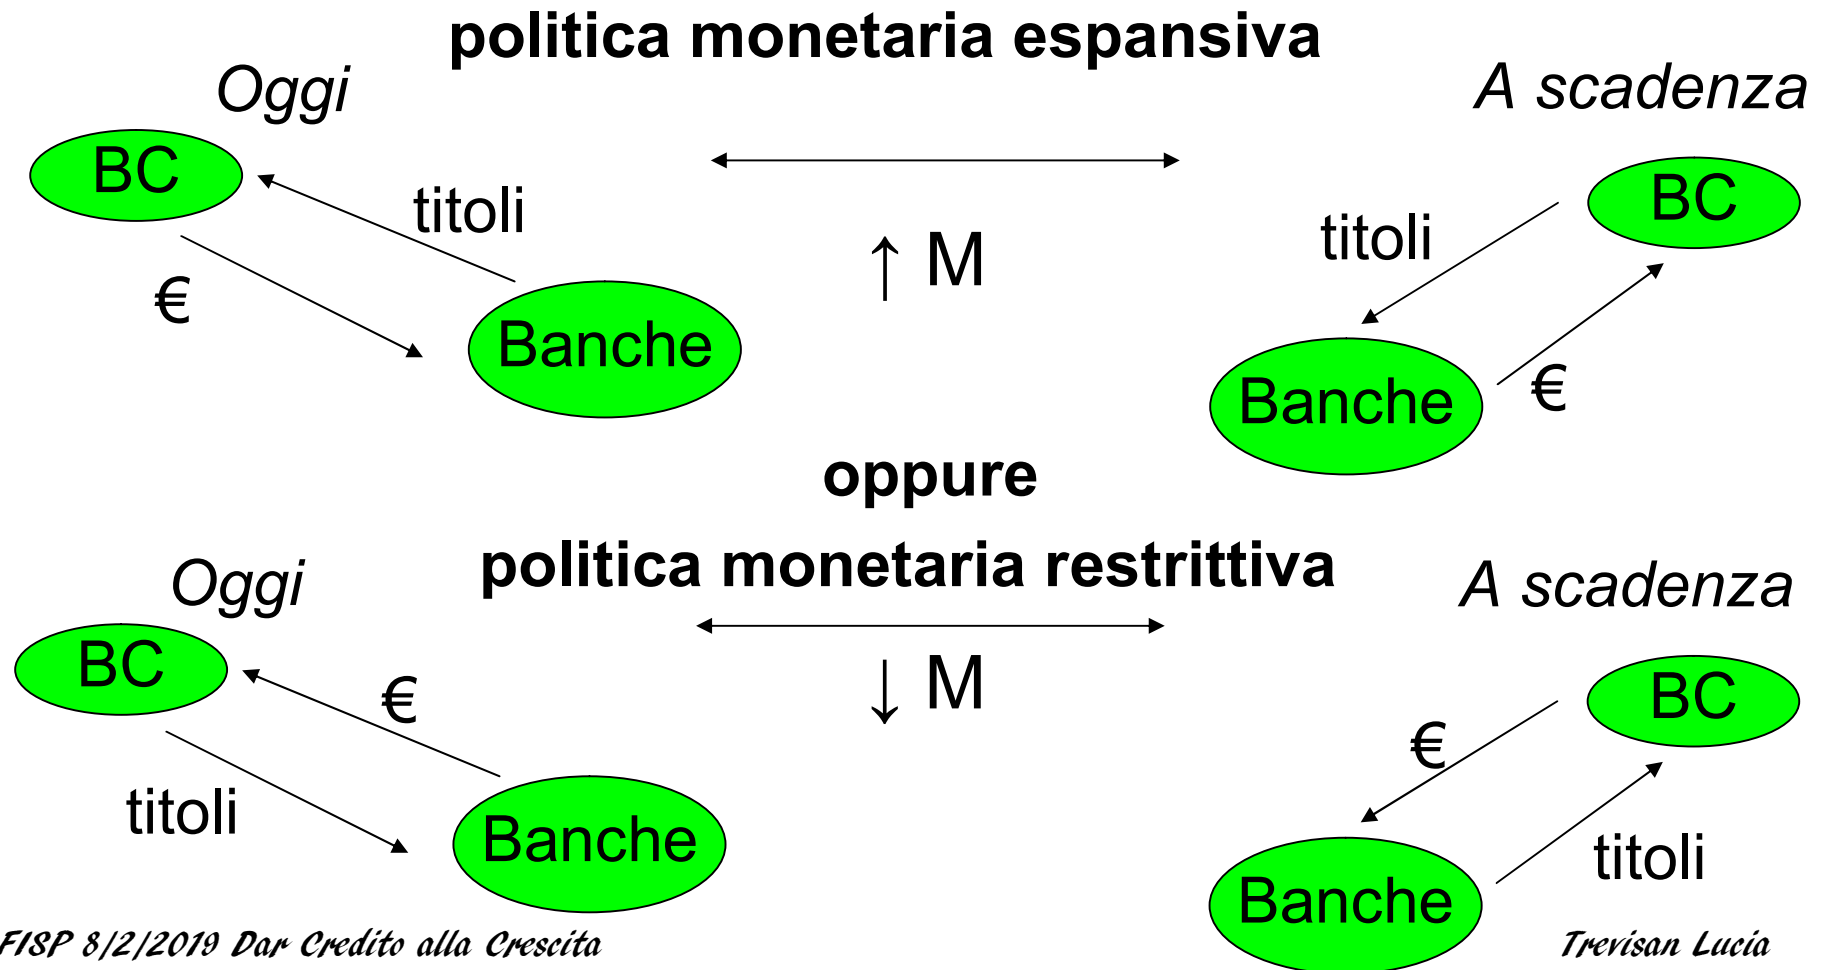 politica monetaria espansiva
Oggi
A scadenza
BC
titoli
€
Banche
↑ M
BC
titoli
€
Banche
oppure
politica monetaria restrittiva
Oggi
A scadenza
BC
€
titoli
Banche
↓ M
BC
€
titoli
Banche
FISP 8/2/2019 Dar Credito alla Crescita
Trevisan Lucia